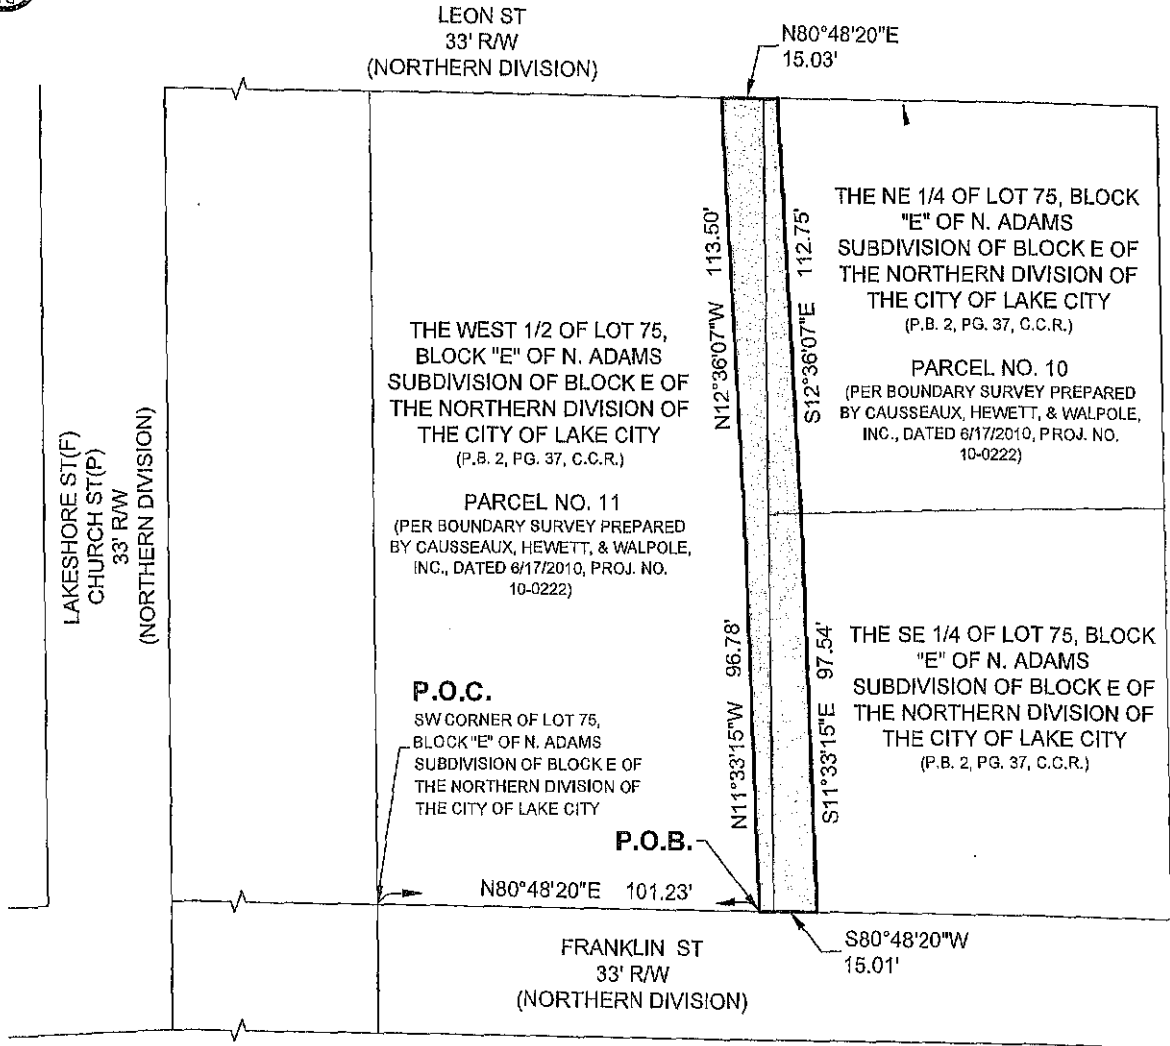 LEON ST
33' R/W
(NORTHERN DIVISION)
N80°48'20"E
15.03'
THE NE 1/4 OF LOT 75, BLOCK
"E" OF N. ADAMS
SUBDIVISION OF BLOCK E OF
THE NORTHERN DIVISION OF
THE CITY OF LAKE CITY
(P.B. 2, PG. 37, C.C.R.)
PARCEL NO. 10
(PER BOUNDARY SURVEY PREPARED
BY CAUSSEAUX, HEWETT, & WALPOLE,
INC., DATED 6/17/2010, PROJ. NO.
10-0222)
N12°36'07"W 113.50'
S12°36'07"E 112.75'
THE WEST 1/2 OF LOT 75,
BLOCK "E" OF N. ADAMS
SUBDIVISION OF BLOCK E OF
THE NORTHERN DIVISION OF
THE CITY OF LAKE CITY
(P.B. 2, PG. 37, C.C.R.)
PARCEL NO. 11
(PER BOUNDARY SURVEY PREPARED
BY CAUSSEAUX, HEWETT, & WALPOLE,
INC., DATED 6/17/2010, PROJ. NO.
10-0222)
LAKESHORE ST(F)
CHURCH ST(P)
33' R/W
(NORTHERN DIVISION)
N11°33'15"W 96.78'
S11°33'15"E 97.54'
THE SE 1/4 OF LOT 75, BLOCK
"E" OF N. ADAMS
SUBDIVISION OF BLOCK E OF
THE NORTHERN DIVISION OF
THE CITY OF LAKE CITY
(P.B. 2, PG. 37, C.C.R.)
P.O.C.
SW CORNER OF LOT 75,
BLOCK "E" OF N. ADAMS
SUBDIVISION OF BLOCK E OF
THE NORTHERN DIVISION OF
THE CITY OF LAKE CITY
P.O.B.
N80°48'20"E 101.23'
S80°48'20"W
15.01'
FRANKLIN ST
33' R/W
(NORTHERN DIVISION)